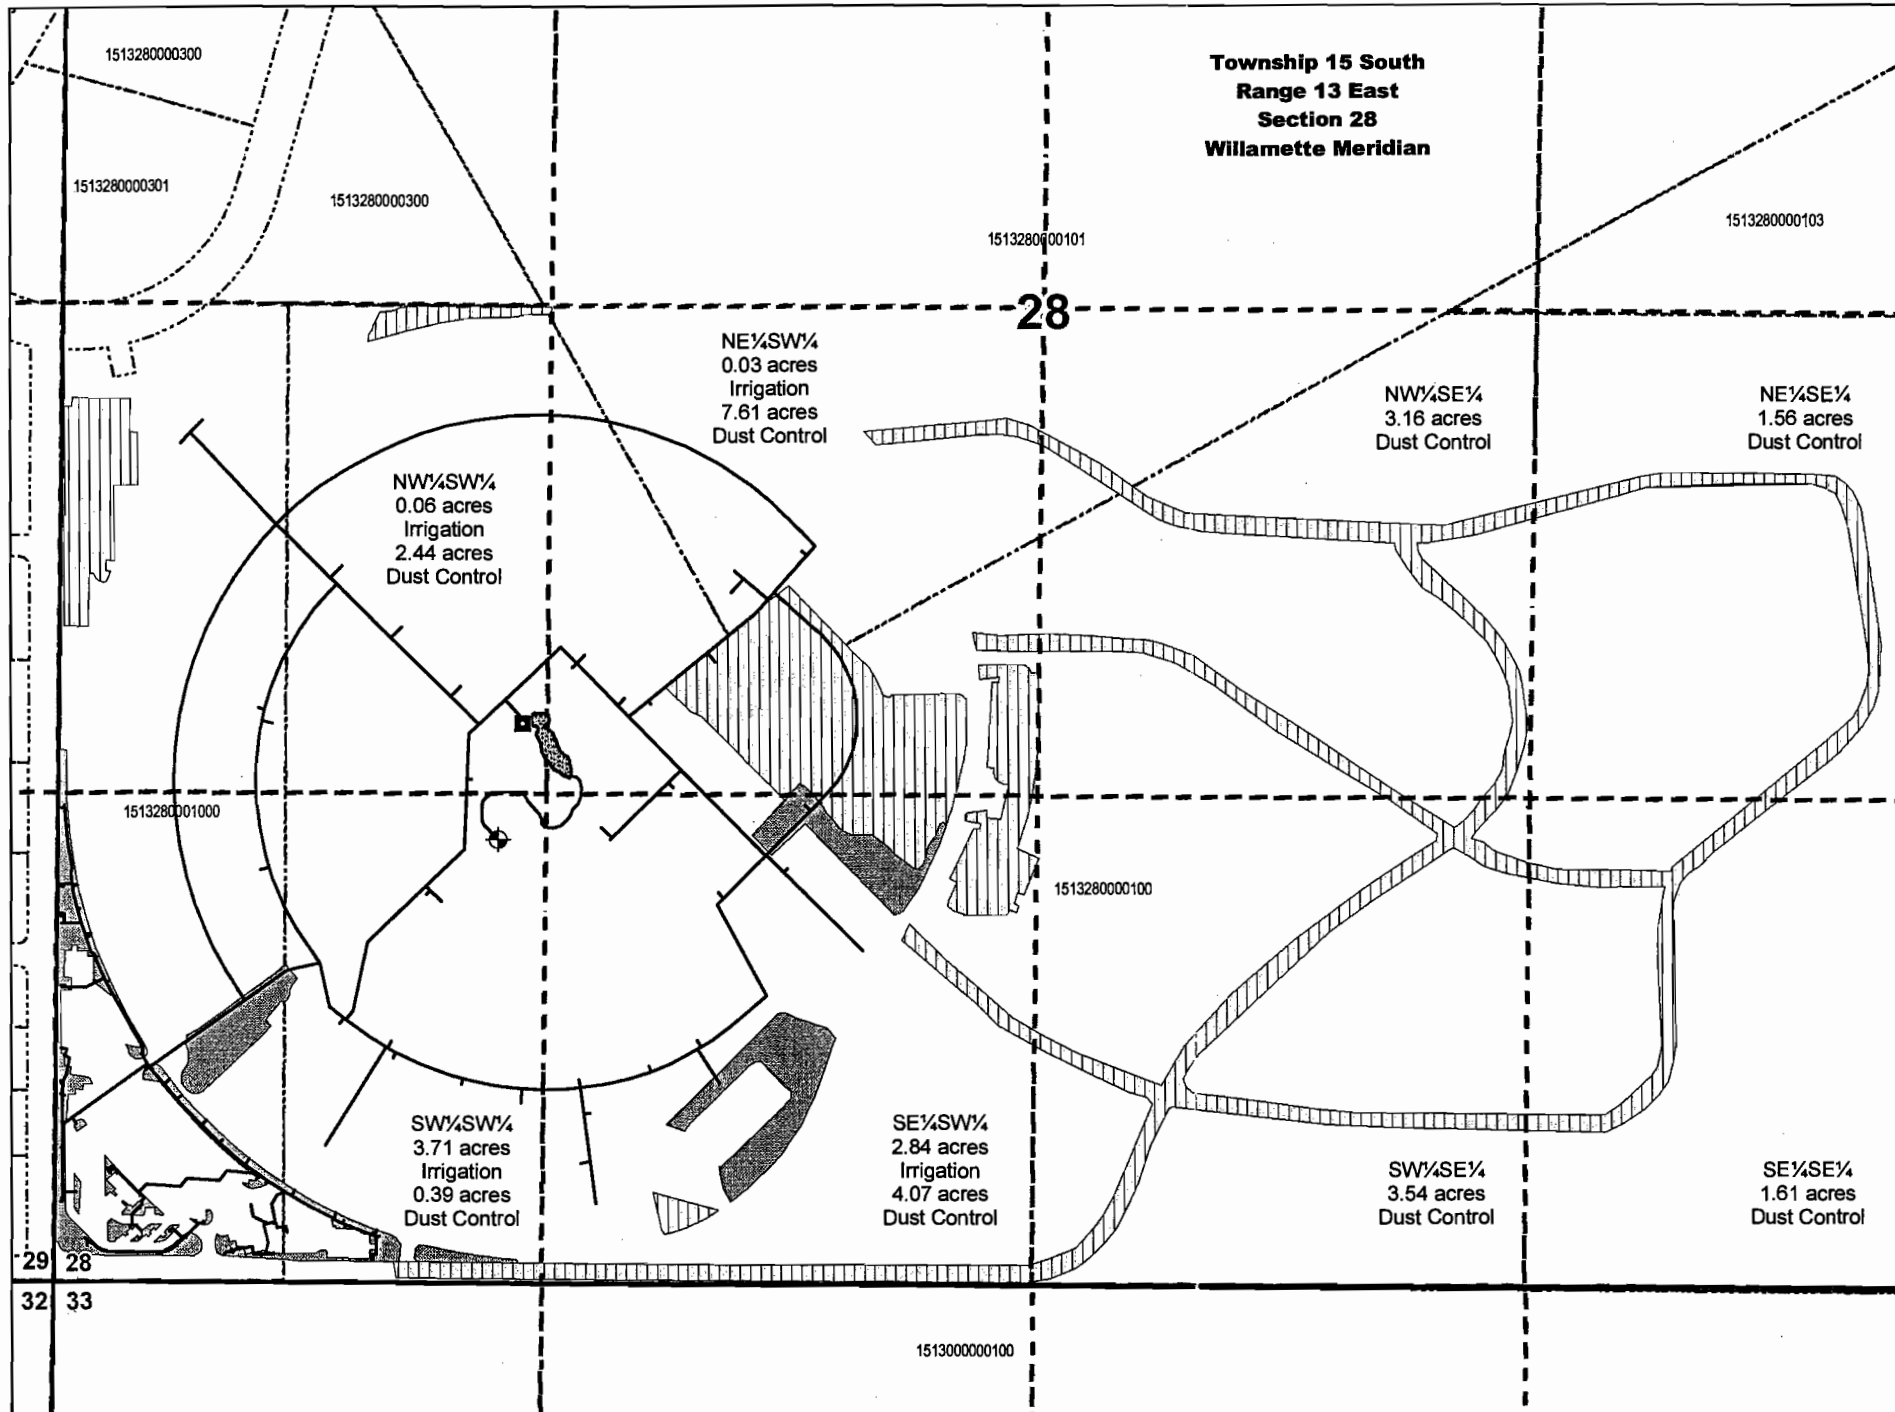 1513280000300
Township 15 South
Range 13 East
Section 28
Willamette Meridian
1513280000301
1513280000300
1513280000101
1513280000103
28
NE¼SW¼
0.03 acres
Irrigation
7.61 acres
Dust Control
NW¼SE¼
3.16 acres
Dust Control
NE¼SE¼
1.56 acres
Dust Control
NW¼SW¼
0.06 acres
Irrigation
2.44 acres
Dust Control
1513280001000
1513280000100
SW¼SW¼
3.71 acres
Irrigation
0.39 acres
Dust Control
SE¼SW¼
2.84 acres
Irrigation
4.07 acres
Dust Control
SW¼SE¼
3.54 acres
Dust Control
SE¼SE¼
1.61 acres
Dust Control
29 28
32 33
1513000000100